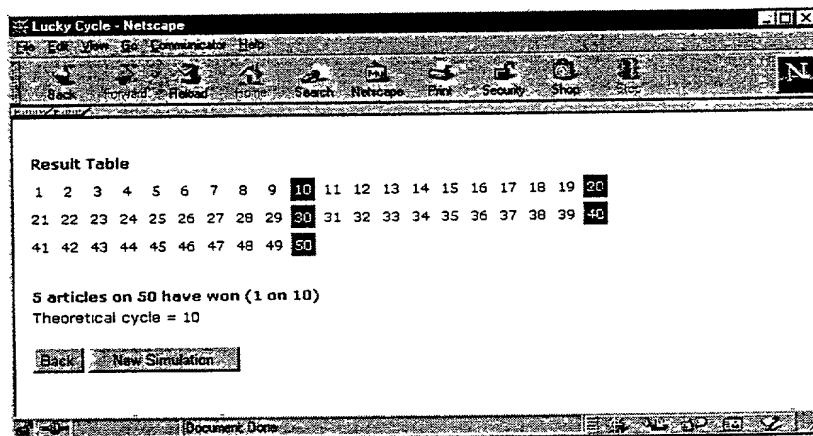 Lucky Cycle - Netscape
File Edit View Go Communicator Help
Back Forward Reload Home Search Netscape Print Security Shop Stop
N
Result Table
1 2 3 4 5 6 7 8 9 10 11 12 13 14 15 16 17 18 19 20
21 22 23 24 25 26 27 28 29 30 31 32 33 34 35 36 37 38 39 40
41 42 43 44 45 46 47 48 49 50
5 articles on 50 have won (1 on 10)
Theoretical cycle = 10
Back New Simulation
Document: Done